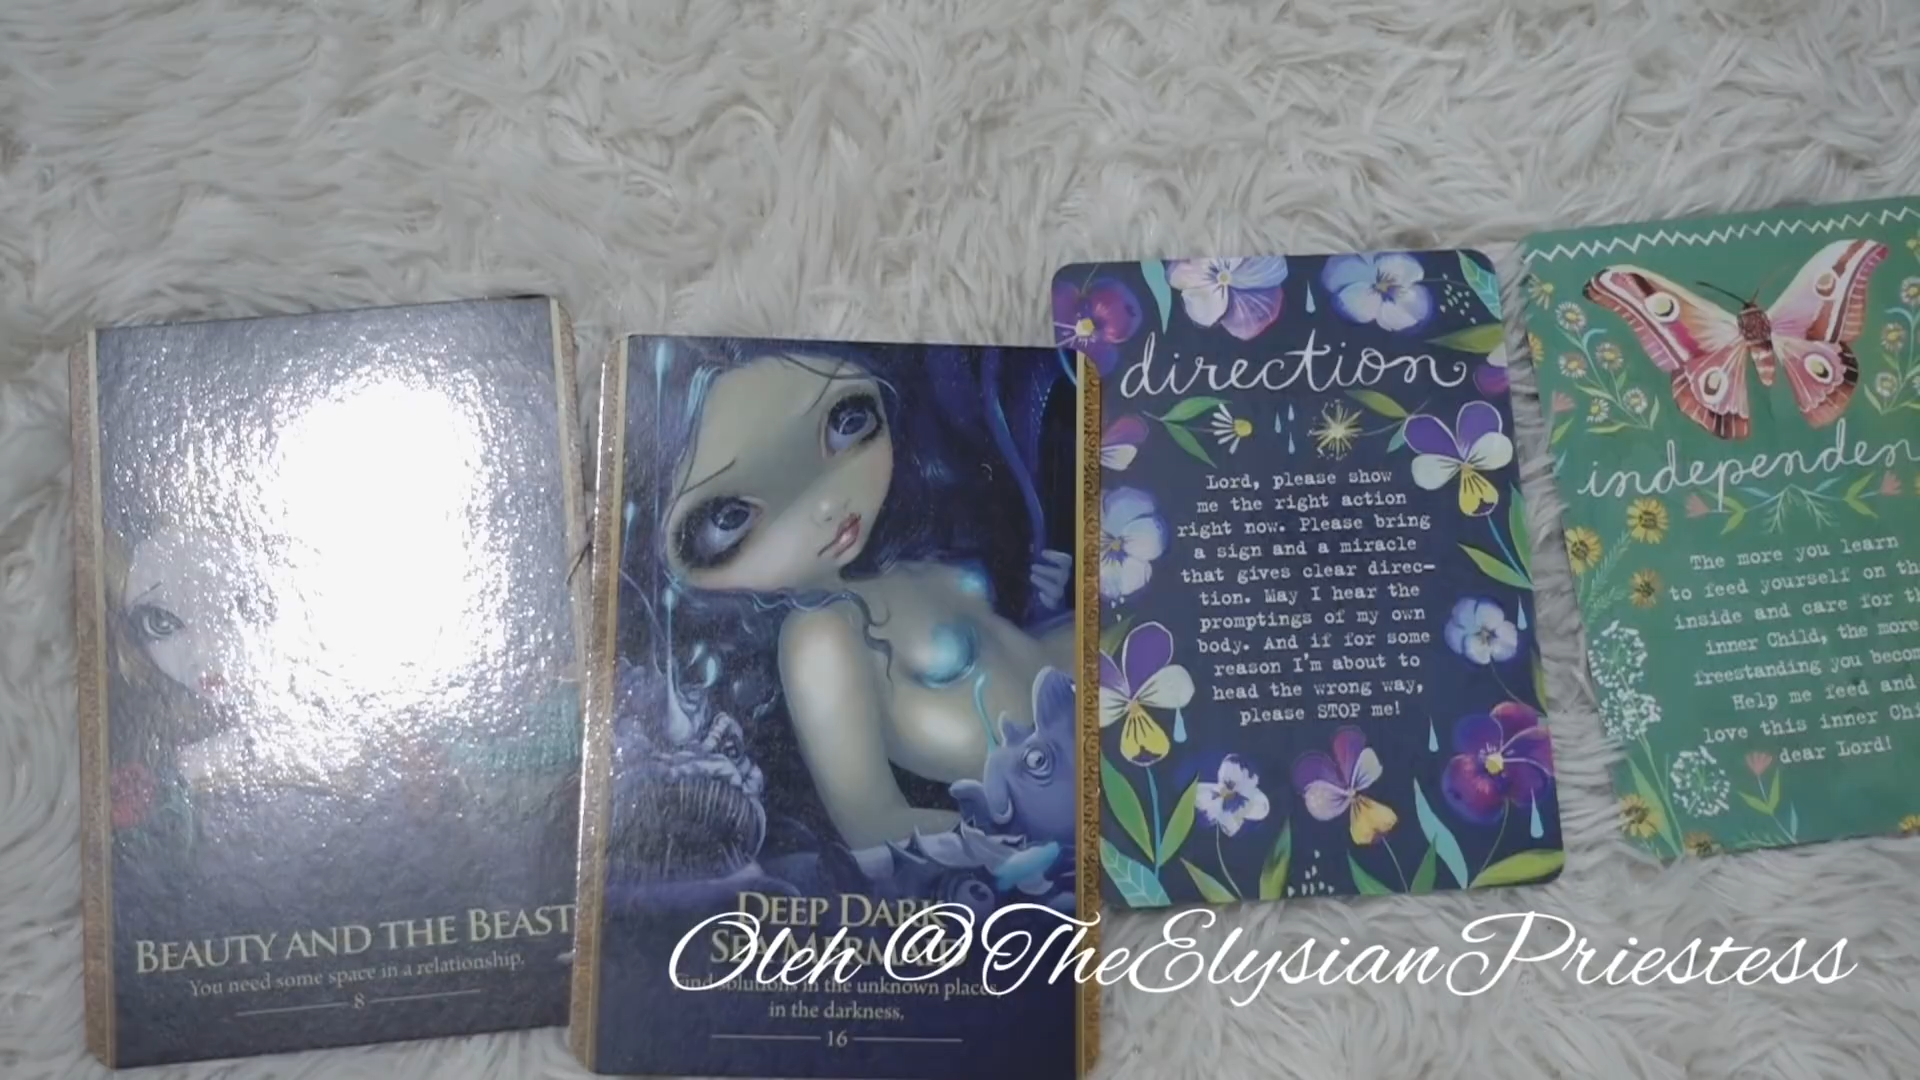 BEAUTY AND THE BEAST
You need some space in a relationship.
8
DEEP DARK
SEA MERMAID
Find solutions in the unknown places
in the darkness.
16
direction
Lord, please show
me the right action
right now. Please bring
a sign and a miracle
that gives clear direc-
tion. May I hear the
promptings of my own
body. And if for some
reason I'm about to
head the wrong way,
please STOP me!
independen
The more you learn
to feed yourself on th
inside and care for th
inner Child, the more
freestanding you becom
Help me feed and
love this inner Chi
dear Lord!
Oleh @TheElysianPriestess